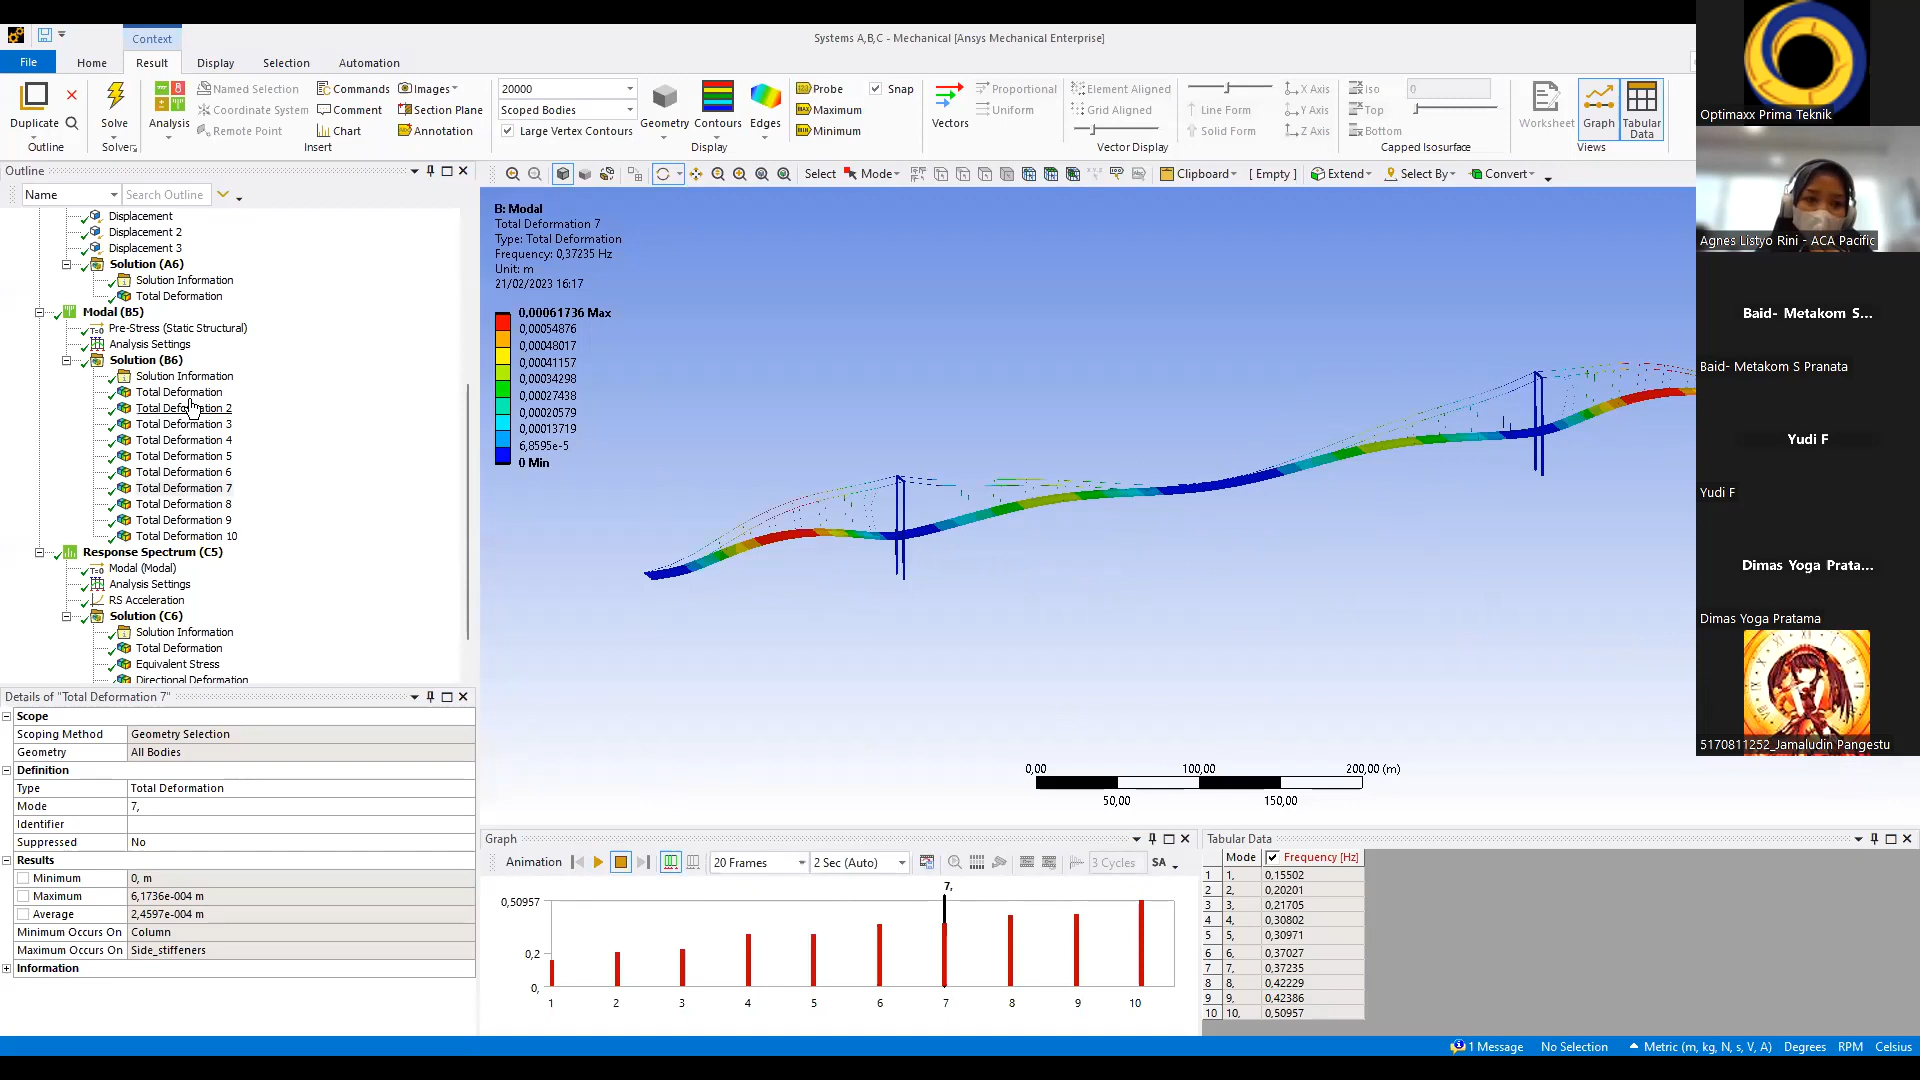 Context
Systems A,B,C - Mechanical [Ansys Mechanical Enterprise]
File Home Result Display Selection Automation
Duplicate
Outline
Solve
Solver
Analysis
Named Selection
Coordinate System
Remote Point
Commands
Comment
Chart
Images
Section Plane
Annotation
Insert
20000
Scoped Bodies
Large Vertex Contours
Geometry
Contours
Edges
Display
Probe
Maximum
Minimum
Snap
Vectors
Proportional
Uniform
Element Aligned
Grid Aligned
Line Form
Solid Form
X Axis
Y Axis
Z Axis
Vector Display
Iso
Top
Bottom
0
Capped Isosurface
Worksheet
Graph
Tabular
Data
Views
Outline
Name
Search Outline
Select
Mode
Clipboard
[ Empty ]
Extend
Select By
Convert
Displacement
Displacement 2
Displacement 3
Solution (A6)
Solution Information
Total Deformation
Modal (B5)
Pre-Stress (Static Structural)
Analysis Settings
Solution (B6)
Solution Information
Total Deformation
Total Deformation 2
Total Deformation 3
Total Deformation 4
Total Deformation 5
Total Deformation 6
Total Deformation 7
Total Deformation 8
Total Deformation 9
Total Deformation 10
Response Spectrum (C5)
Modal (Modal)
Analysis Settings
RS Acceleration
Solution (C6)
Solution Information
Total Deformation
Equivalent Stress
Directional Deformation
B: Modal
Total Deformation 7
Type: Total Deformation
Frequency: 0,37235 Hz
Unit: m
21/02/2023 16:17
0,00061736 Max
0,00054876
0,00048017
0,00041157
0,00034298
0,00027438
0,00020579
0,00013719
6,8595e-5
0 Min
0,00 100,00 200,00 (m)
50,00 150,00
Details of "Total Deformation 7"
Scope
Scoping Method Geometry Selection
Geometry All Bodies
Definition
Type Total Deformation
Mode 7,
Identifier
Suppressed No
Results
Minimum 0, m
Maximum 6,1736e-004 m
Average 2,4597e-004 m
Minimum Occurs On Column
Maximum Occurs On Side_stiffeners
Information
Graph
Animation 20 Frames 2 Sec (Auto) 3 Cycles SA
7,
0,50957
0,2
0,
1 2 3 4 5 6 7 8 9 10
Tabular Data
Mode Frequency [Hz]
1 1, 0,15502
2 2, 0,20201
3 3, 0,21705
4 4, 0,30802
5 5, 0,30971
6 6, 0,37027
7 7, 0,37235
8 8, 0,42229
9 9, 0,42386
10 10, 0,50957
1 Message No Selection Metric (m, kg, N, s, V, A) Degrees RPM Celsius
Optimaxx Prima Teknik
Agnes Listyo Rini - ACA Pacific
Baid- Metakom S...
Baid- Metakom S Pranata
Yudi F
Yudi F
Dimas Yoga Prata...
Dimas Yoga Pratama
5170811252_Jamaludin Pangestu